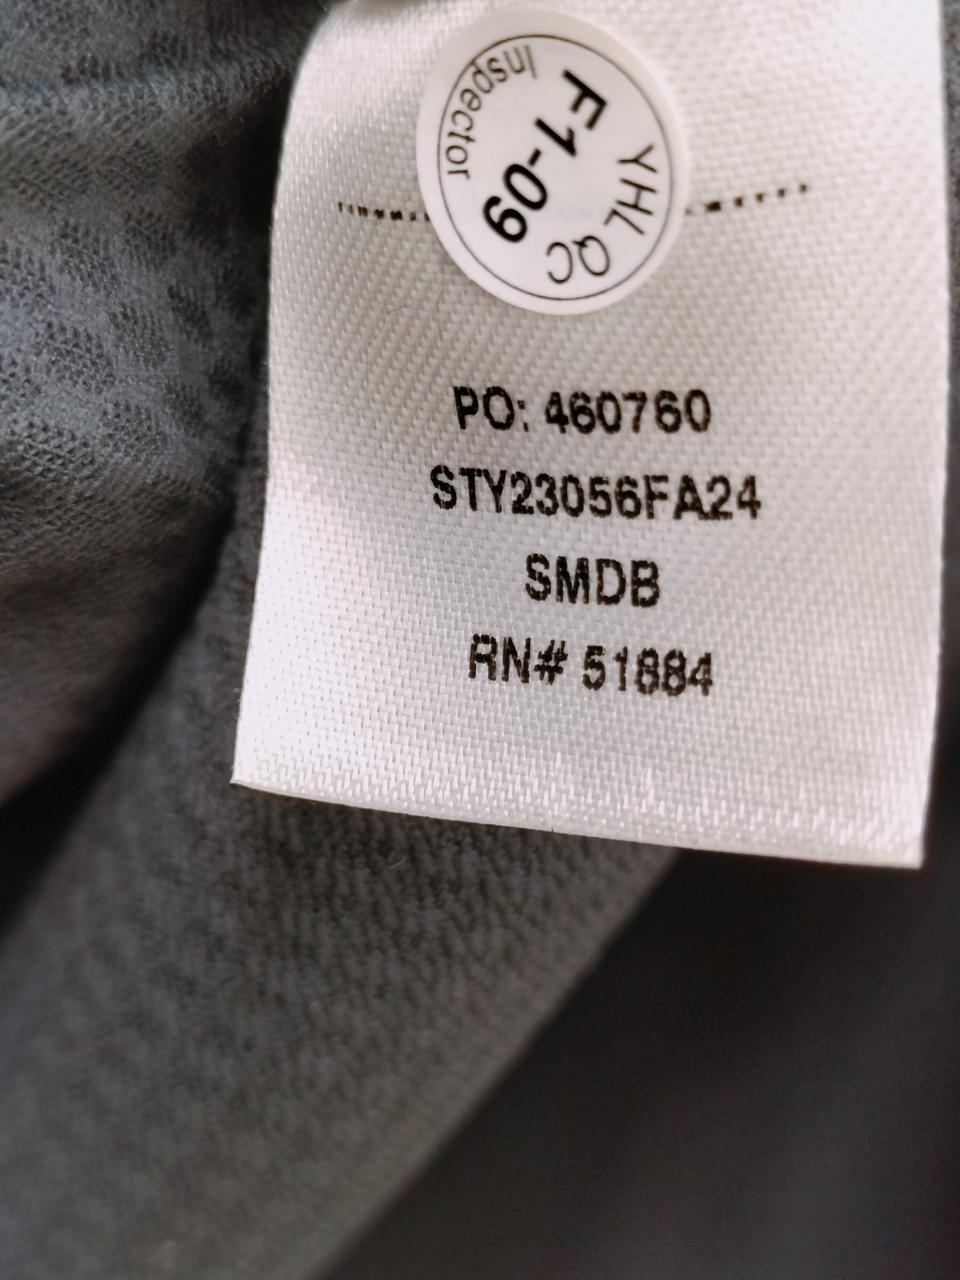 Inspector
F1-09
YHL QC
PO: 460760
STY23056FA24
SMDB
RN# 51884